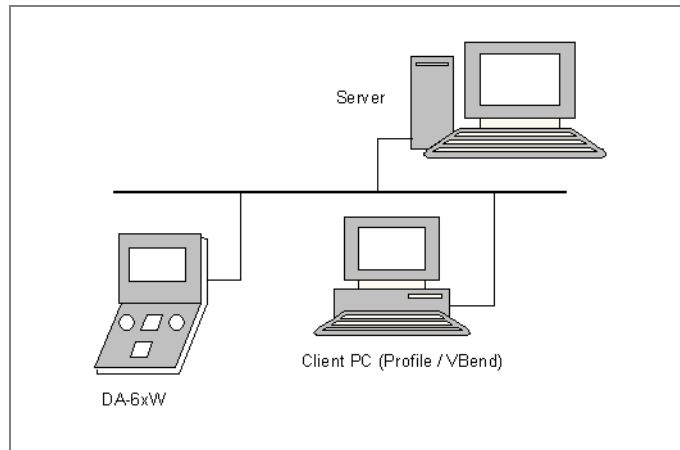 Server
Client PC (Profile / VBend)
DA-6xW